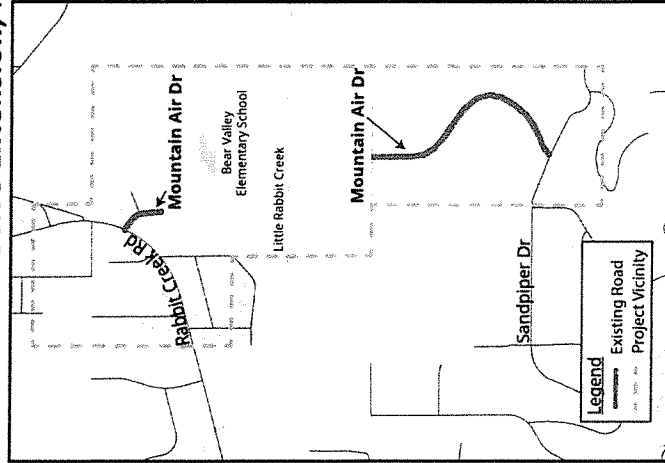 Rabbit Creek Rd
Mountain Air Dr
Bear Valley
Elementary School
Little Rabbit Creek
Mountain Air Dr
Sandpiper Dr
Legend
Existing Road
Project Vicinity